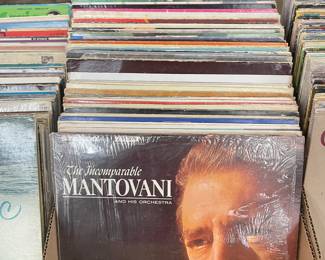 The Incomparable
MANTOVANI
AND HIS ORCHESTRA